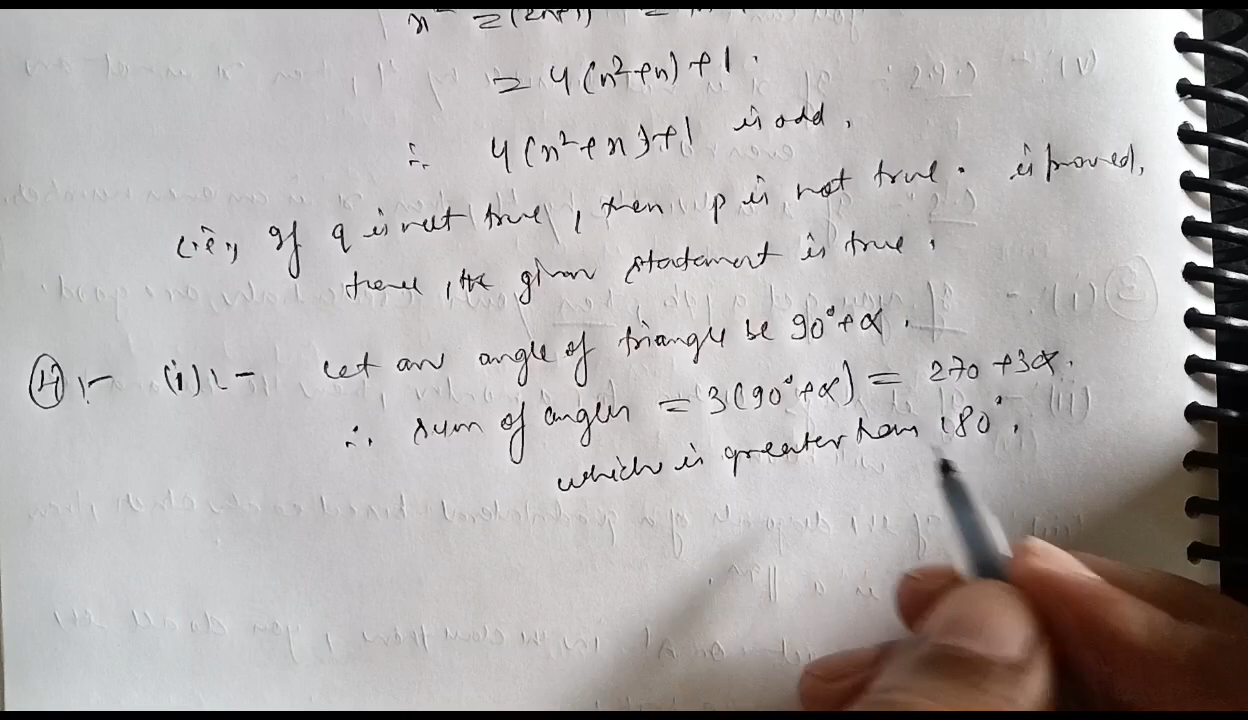 = 4(n²+n)+1.
∴ 4(n²+n)+1 is odd.
(i.e., If q is not true, then p is not true. is proved,
hence, the given statement is true.
(4):- (i):- Let an angle of triangle be 90°+α.
∴ sum of angles = 3(90°+α) = 270+3α.
which is greater than 180°.